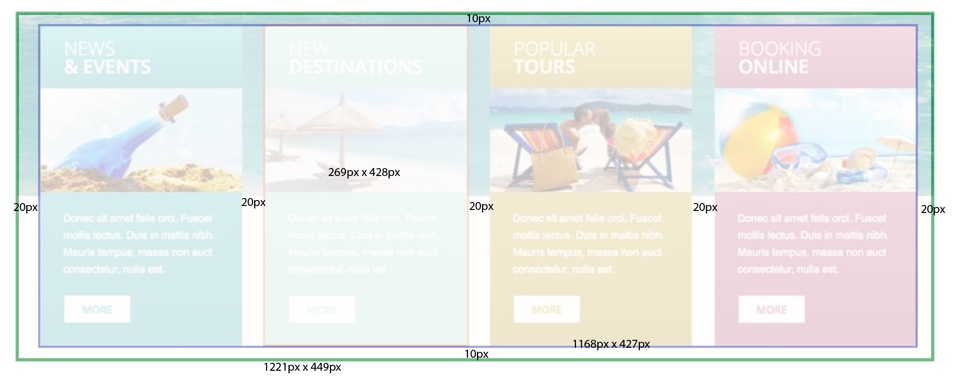 10px
NEWS
& EVENTS
NEW
DESTINATIONS
POPULAR
TOURS
BOOKING
ONLINE
269px x 428px
20px
20px
20px
20px
20px
Donec sit amet felis orci. Fuscet
mollis lectus. Duis in mattis nibh.
Mauris tempus, massa non auct
consectetur, nulla est.
MORE
Donec sit amet felis orci. Fuscet
mollis lectus. Duis in mattis nibh.
Mauris tempus, massa non auct
consectetur, nulla est.
MORE
Donec sit amet felis orci. Fuscet
mollis lectus. Duis in mattis nibh.
Mauris tempus, massa non auct
consectetur, nulla est.
MORE
Donec sit amet felis orci. Fuscet
mollis lectus. Duis in mattis nibh.
Mauris tempus, massa non auct
consectetur, nulla est.
MORE
1168px x 427px
10px
1221px x 449px